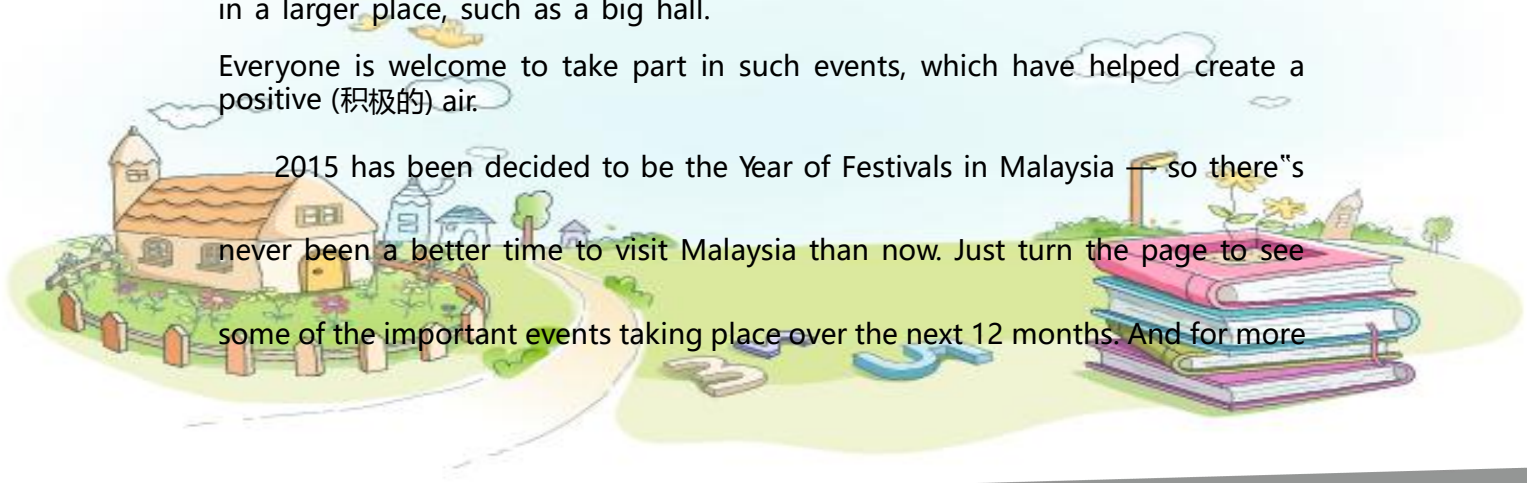 in a larger place, such as a big hall.
Everyone is welcome to take part in such events, which have helped create a
positive (积极的) air.
2015 has been decided to be the Year of Festivals in Malaysia — so there‟s
never been a better time to visit Malaysia than now. Just turn the page to see
some of the important events taking place over the next 12 months. And for more